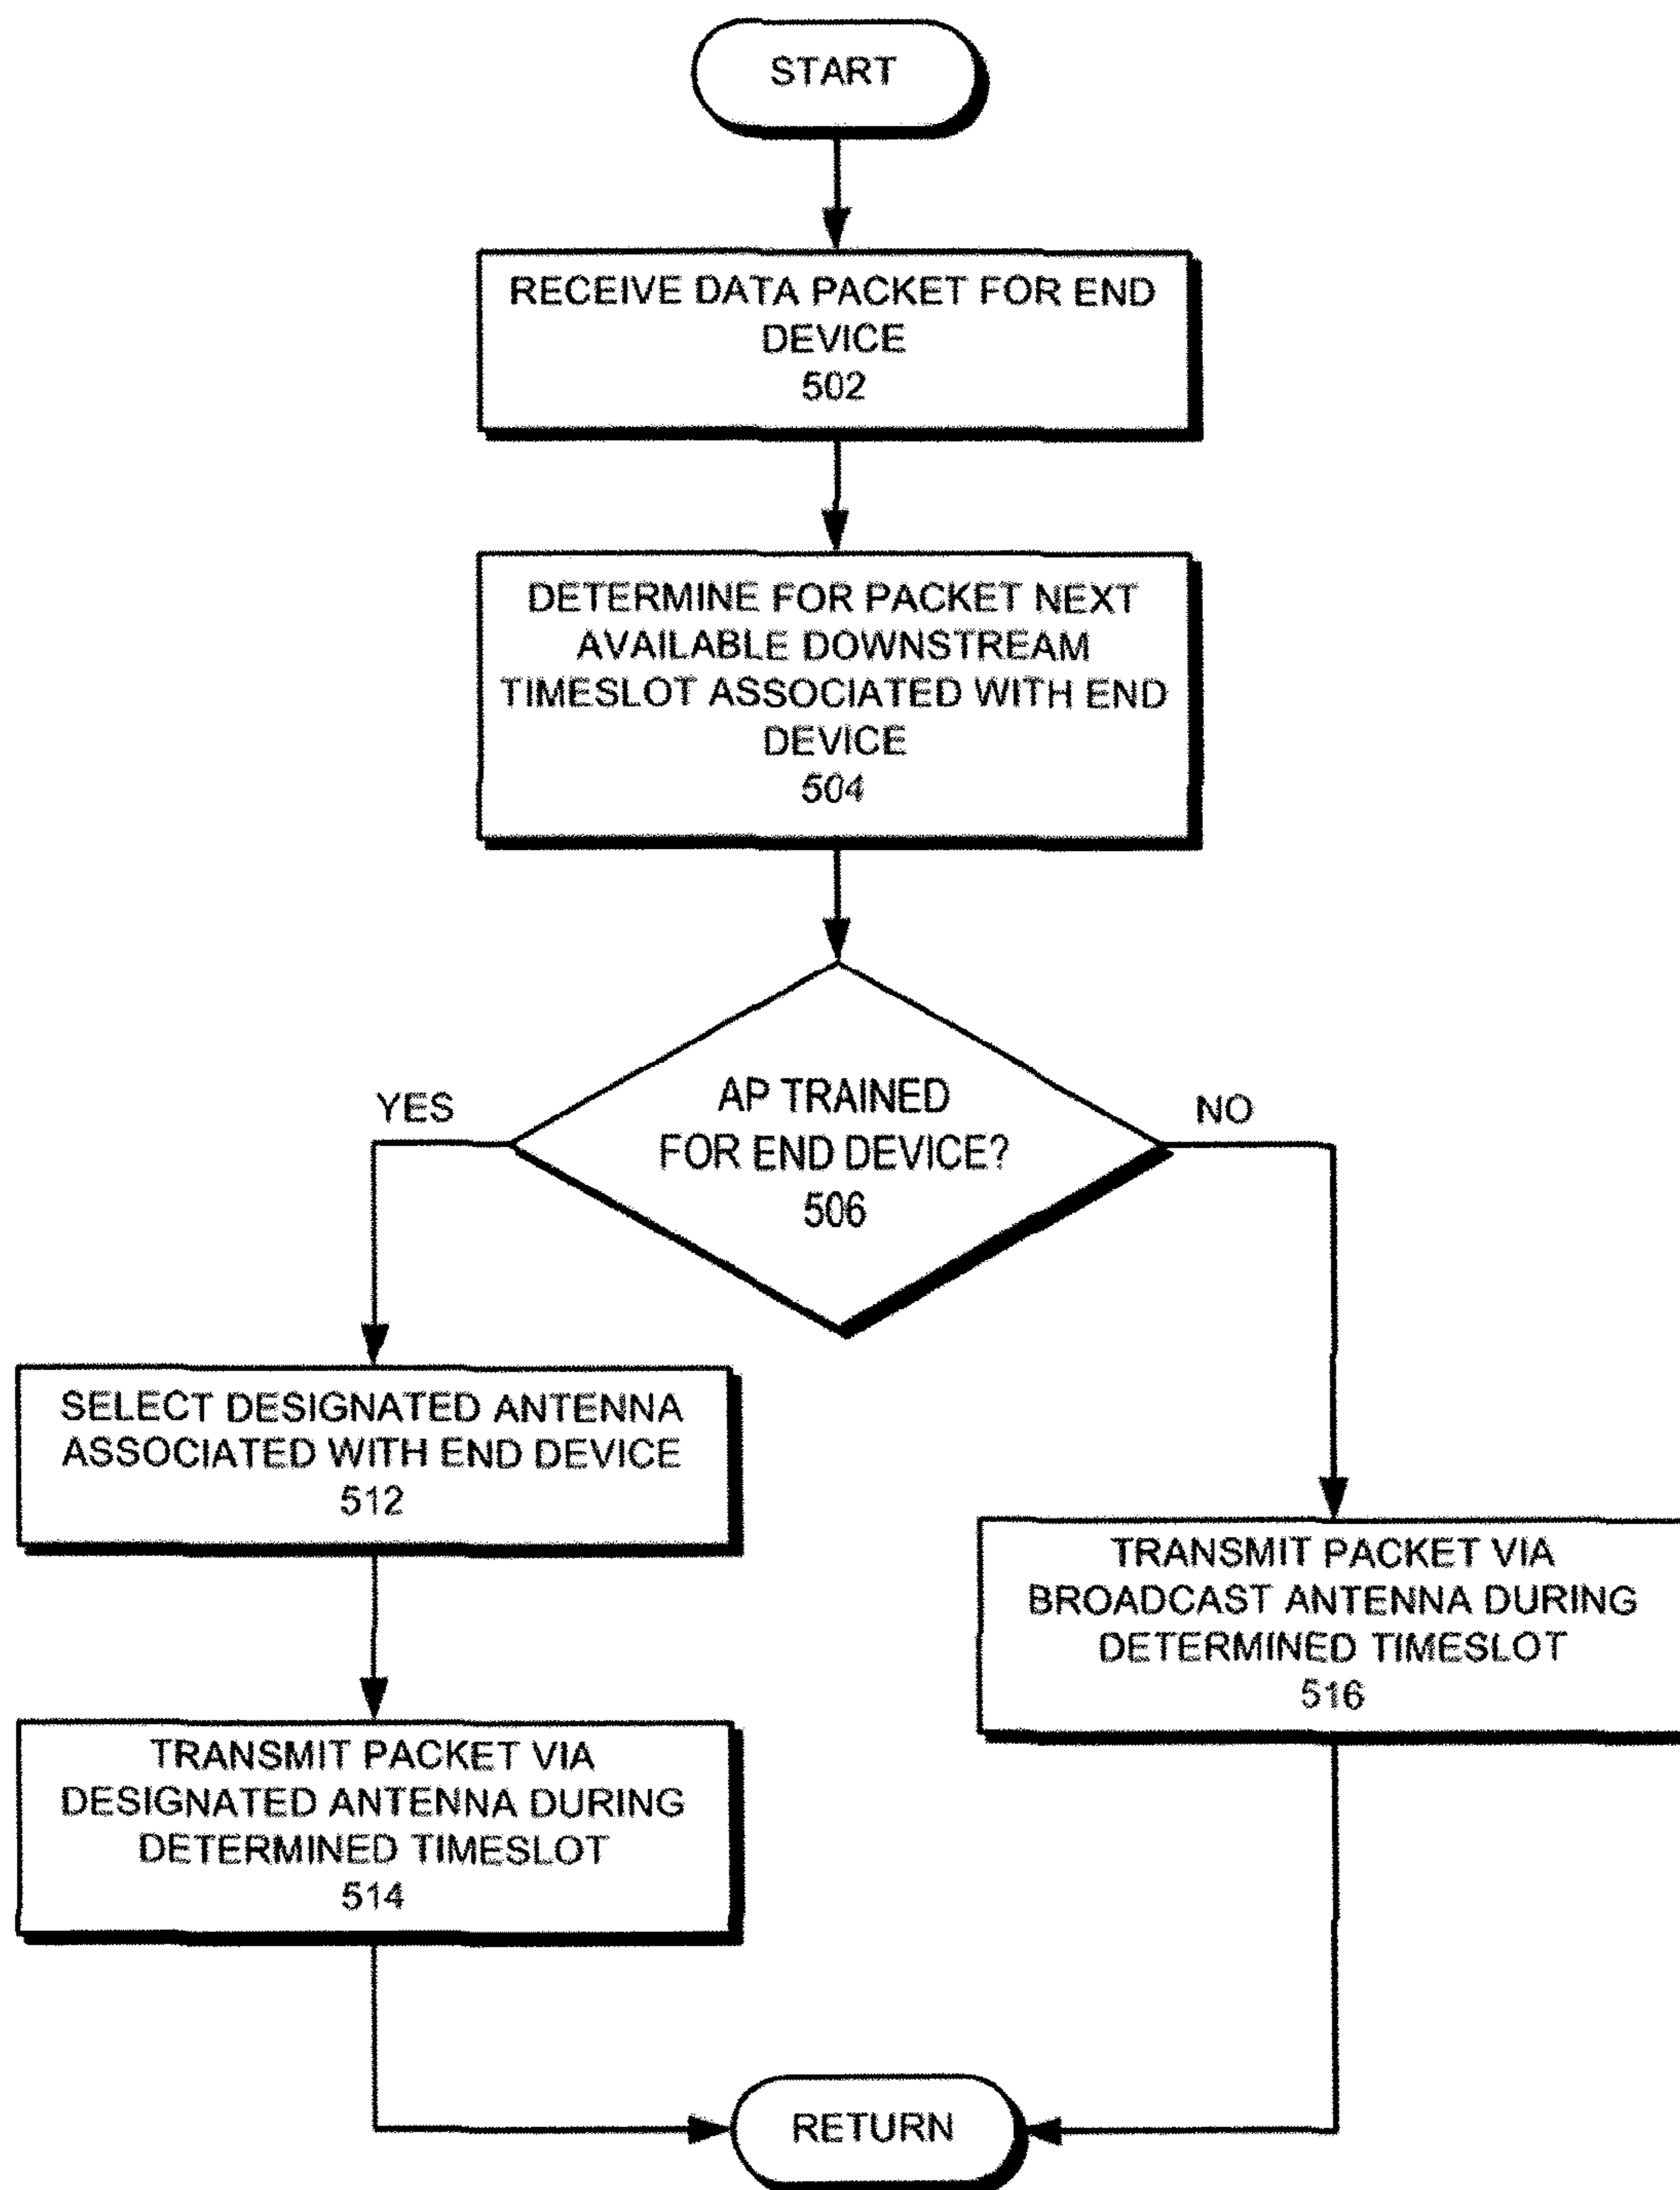 START
RECEIVE DATA PACKET FOR END
DEVICE
502
DETERMINE FOR PACKET NEXT
AVAILABLE DOWNSTREAM
TIMESLOT ASSOCIATED WITH END
DEVICE
504
AP TRAINED
FOR END DEVICE?
506
YES
NO
SELECT DESIGNATED ANTENNA
ASSOCIATED WITH END DEVICE
512
TRANSMIT PACKET VIA
DESIGNATED ANTENNA DURING
DETERMINED TIMESLOT
514
TRANSMIT PACKET VIA
BROADCAST ANTENNA DURING
DETERMINED TIMESLOT
516
RETURN